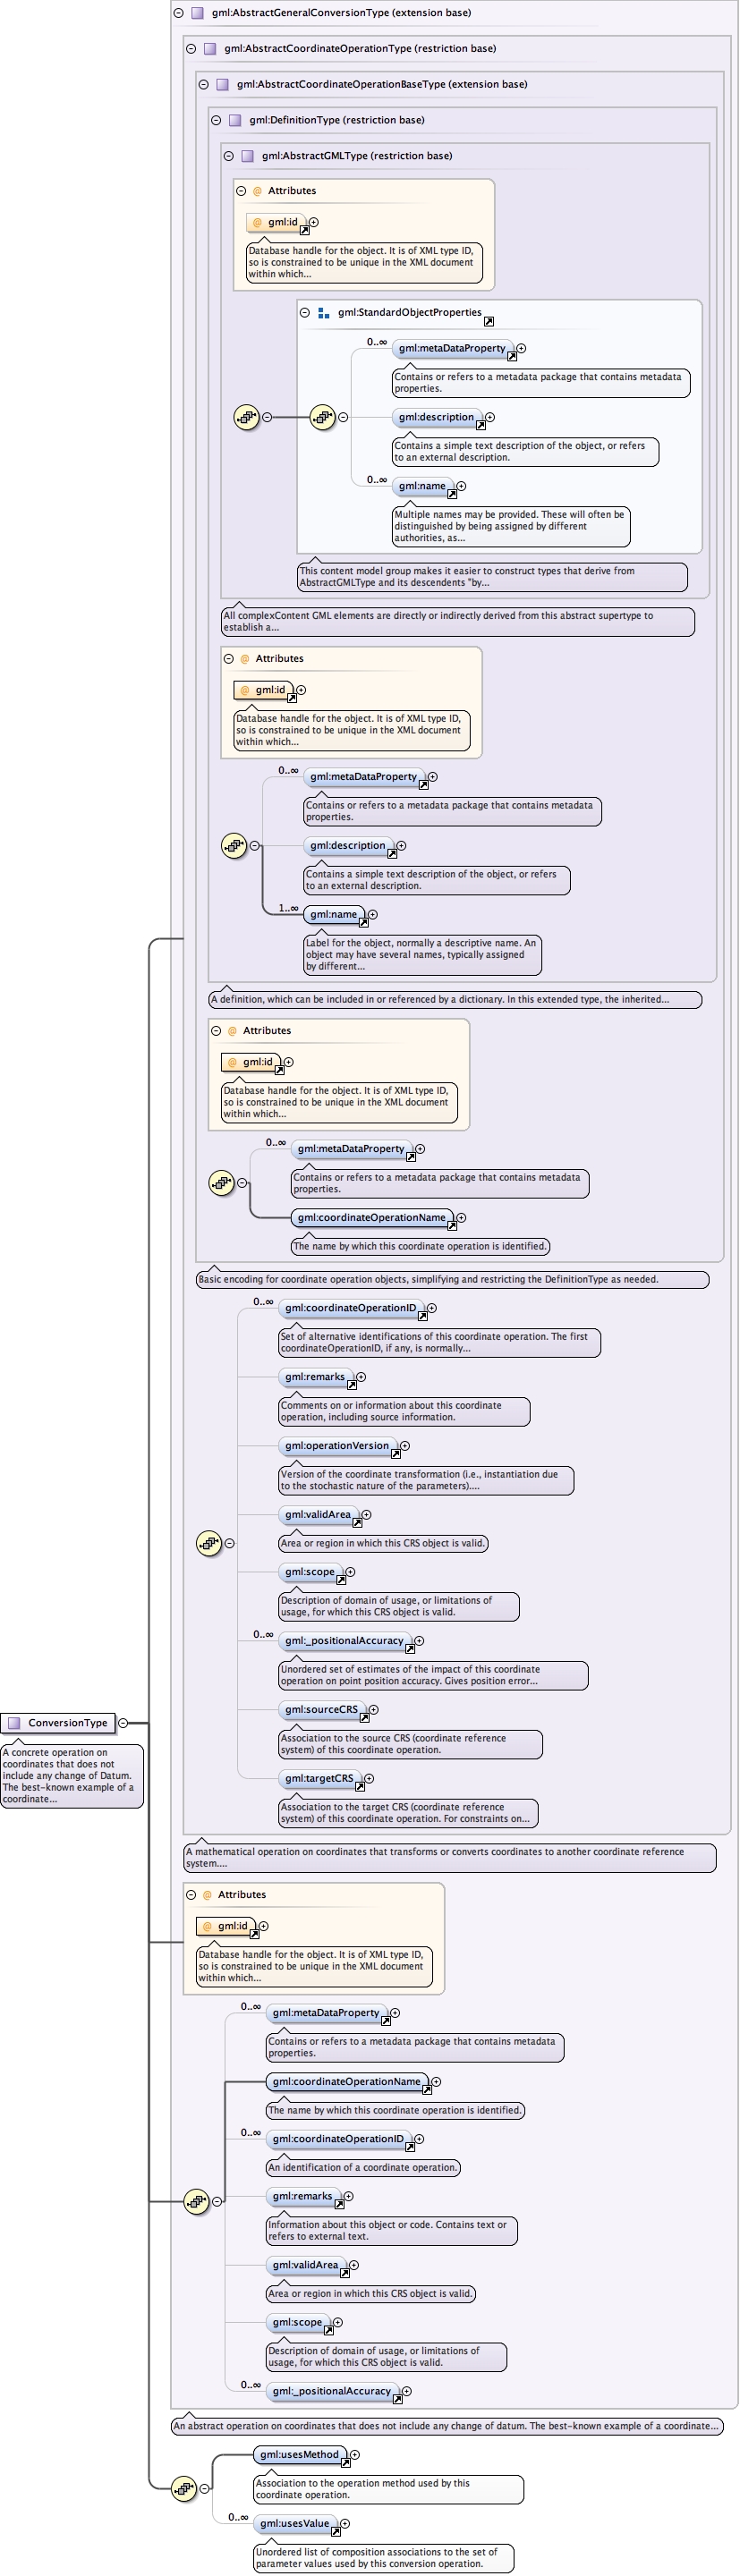 gml:AbstractGeneralConversionType (extension base)
gml:AbstractCoordinateOperationType (restriction base)
gml:AbstractCoordinateOperationBaseType (extension base)
gml:DefinitionType (restriction base)
gml:AbstractGMLType (restriction base)
@ Attributes
@ gml:id
Database handle for the object. It is of XML type ID,
so is constrained to be unique in the XML document
within which...
gml:StandardObjectProperties
0..∞
gml:metaDataProperty
Contains or refers to a metadata package that contains metadata
properties.
gml:description
Contains a simple text description of the object, or refers
to an external description.
0..∞
gml:name
Multiple names may be provided. These will often be
distinguished by being assigned by different
authorities, as...
This content model group makes it easier to construct types that derive from
AbstractGMLType and its descendents "by...
All complexContent GML elements are directly or indirectly derived from this abstract supertype to
establish a...
@ Attributes
@ gml:id
Database handle for the object. It is of XML type ID,
so is constrained to be unique in the XML document
within which...
0..∞
gml:metaDataProperty
Contains or refers to a metadata package that contains metadata
properties.
gml:description
Contains a simple text description of the object, or refers
to an external description.
1..∞
gml:name
Label for the object, normally a descriptive name. An
object may have several names, typically assigned
by different...
A definition, which can be included in or referenced by a dictionary. In this extended type, the inherited...
@ Attributes
@ gml:id
Database handle for the object. It is of XML type ID,
so is constrained to be unique in the XML document
within which...
0..∞
gml:metaDataProperty
Contains or refers to a metadata package that contains metadata
properties.
gml:coordinateOperationName
The name by which this coordinate operation is identified.
Basic encoding for coordinate operation objects, simplifying and restricting the DefinitionType as needed.
0..∞
gml:coordinateOperationID
Set of alternative identifications of this coordinate operation. The first
coordinateOperationID, if any, is normally...
gml:remarks
Comments on or information about this coordinate
operation, including source information.
gml:operationVersion
Version of the coordinate transformation (i.e., instantiation due
to the stochastic nature of the parameters)....
gml:validArea
Area or region in which this CRS object is valid.
gml:scope
Description of domain of usage, or limitations of
usage, for which this CRS object is valid.
0..∞
gml:_positionalAccuracy
Unordered set of estimates of the impact of this coordinate
operation on point position accuracy. Gives position error...
gml:sourceCRS
Association to the source CRS (coordinate reference
system) of this coordinate operation.
gml:targetCRS
Association to the target CRS (coordinate reference
system) of this coordinate operation. For constraints on...
ConversionType
A concrete operation on
coordinates that does not
include any change of Datum.
The best-known example of a
coordinate...
A mathematical operation on coordinates that transforms or converts coordinates to another coordinate reference
system....
@ Attributes
@ gml:id
Database handle for the object. It is of XML type ID,
so is constrained to be unique in the XML document
within which...
0..∞
gml:metaDataProperty
Contains or refers to a metadata package that contains metadata
properties.
gml:coordinateOperationName
The name by which this coordinate operation is identified.
0..∞
gml:coordinateOperationID
An identification of a coordinate operation.
gml:remarks
Information about this object or code. Contains text or
refers to external text.
gml:validArea
Area or region in which this CRS object is valid.
gml:scope
Description of domain of usage, or limitations of
usage, for which this CRS object is valid.
0..∞
gml:_positionalAccuracy
An abstract operation on coordinates that does not include any change of datum. The best-known example of a coordinate...
gml:usesMethod
Association to the operation method used by this
coordinate operation.
0..∞
gml:usesValue
Unordered list of composition associations to the set of
parameter values used by this conversion operation.